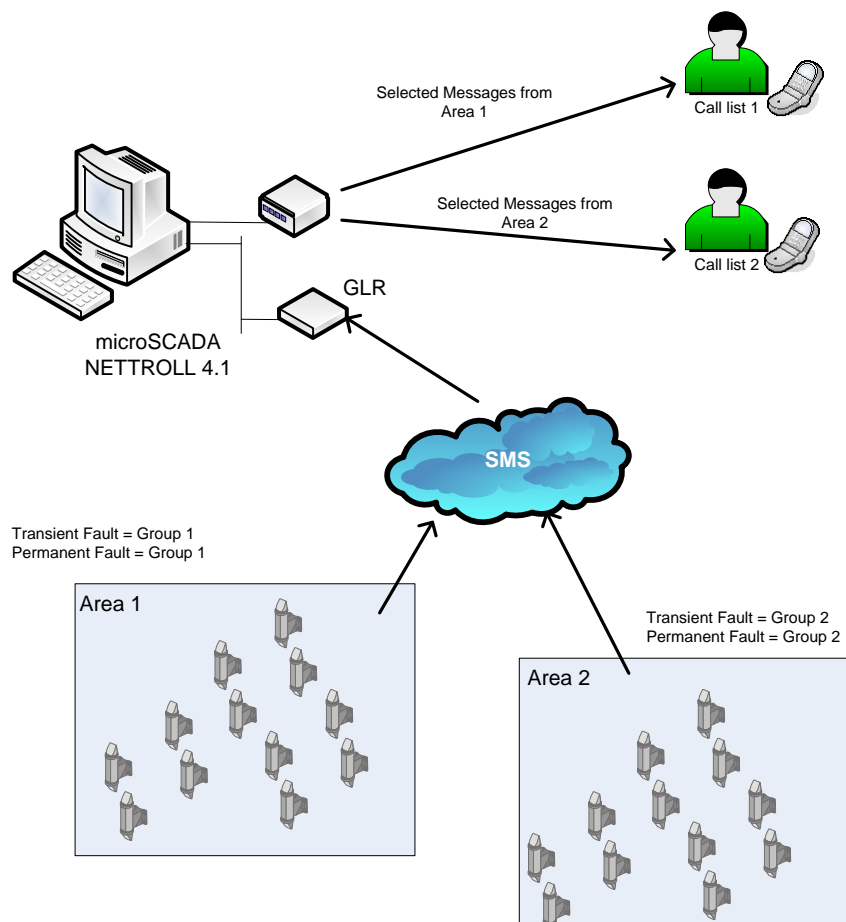 Selected Messages from
Area 1
Call list 1
Selected Messages from
Area 2
Call list 2
GLR
microSCADA
NETTROLL 4.1
SMS
Transient Fault = Group 1
Permanent Fault = Group 1
Area 1
Transient Fault = Group 2
Permanent Fault = Group 2
Area 2